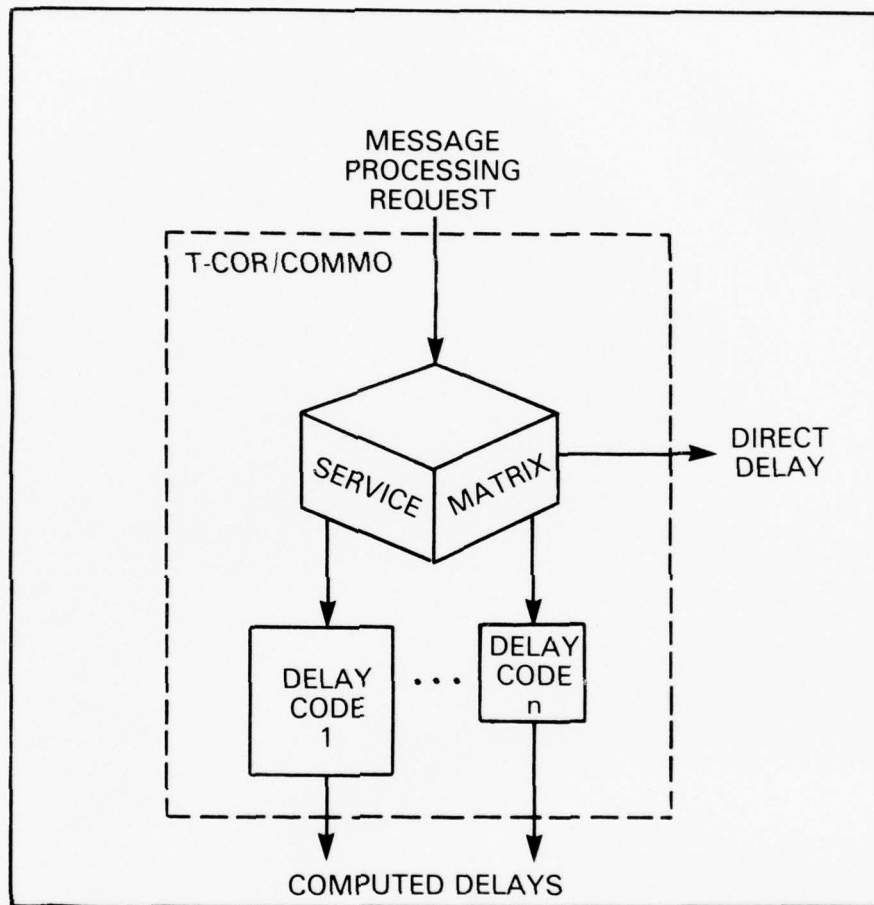 MESSAGE
PROCESSING
REQUEST
T-COR/COMMO
SERVICE
MATRIX
DIRECT
DELAY
DELAY
CODE
1
...
DELAY
CODE
n
COMPUTED DELAYS